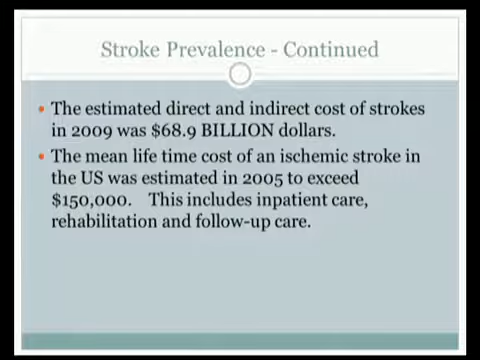 Stroke Prevalence - Continued
• The estimated direct and indirect cost of strokes
in 2009 was $68.9 BILLION dollars.
• The mean life time cost of an ischemic stroke in
the US was estimated in 2005 to exceed
$150,000.   This includes inpatient care,
rehabilitation and follow-up care.